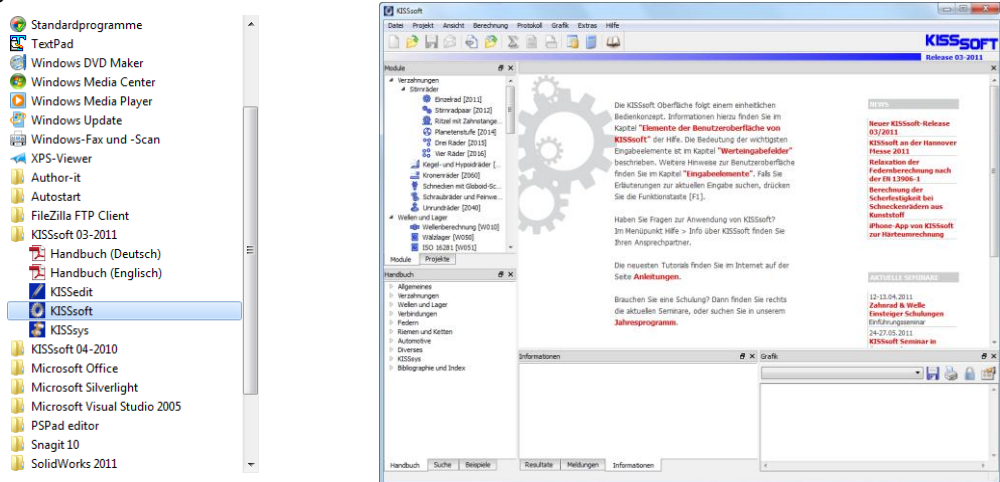 Standardprogramme
TextPad
Windows DVD Maker
Windows Media Center
Windows Media Player
Windows Update
Windows-Fax und -Scan
XPS-Viewer
Author-it
Autostart
FileZilla FTP Client
KISSsoft 03-2011
Handbuch (Deutsch)
Handbuch (Englisch)
KISSedit
KISSsoft
KISSsys
KISSsoft 04-2010
Microsoft Office
Microsoft Silverlight
Microsoft Visual Studio 2005
PSPad editor
Snagit 10
SolidWorks 2011
KISSsoft
Datei Projekt Ansicht Berechnung Protokoll Grafik Extras Hilfe
KISSsoft
Release 03-2011
Module
Verzahnungen
Stirnräder
Einzelrad [Z011]
Stirnradpaar [Z012]
Ritzel mit Zahnstange...
Planetenstufe [Z014]
Drei Räder [Z015]
Vier Räder [Z016]
Kegel- und Hypoidräder [...
Kronenräder [Z060]
Schnecken mit Globoid-Sc...
Schraubräder und Feinwe...
Unrundräder [Z040]
Wellen und Lager
Wellenberechnung [W010]
Wälzlager [W050]
ISO 16281 [W051]
Module Projekte
Handbuch
Allgemeines
Verzahnungen
Wellen und Lager
Verbindungen
Federn
Riemen und Ketten
Automotive
Diverses
KISSsys
Bibliographie und Index
Handbuch Suche Beispiele
Die KISSsoft Oberfläche folgt einem einheitlichen
Bedienkonzept. Informationen hierzu finden Sie im
Kapitel "Elemente der Benutzeroberfläche von
KISSsoft" der Hilfe. Die Bedeutung der wichtigsten
Eingabeelemente ist im Kapitel "Werteingabefelder"
beschrieben. Weitere Hinweise zur Benutzeroberfläche
finden Sie im Kapitel "Eingabeelemente". Falls Sie
Erläuterungen zur aktuellen Eingabe suchen, drücken
Sie die Funktionstaste [F1].
Haben Sie Fragen zur Anwendung von KISSsoft?
Im Menüpunkt Hilfe > Info über KISSsoft finden Sie
Ihren Ansprechpartner.
Die neuesten Tutorials finden Sie im Internet auf der
Seite Anleitungen.
Brauchen Sie eine Schulung? Dann finden Sie rechts
die aktuellen Seminare, oder suchen Sie in unserem
Jahresprogramm.
NEWS
Neuer KISSsoft-Release
03/2011
KISSsoft an der Hannover
Messe 2011
Relaxation der
Federnberechnung nach
der EN 13906-1
Berechnung der
Scherfestigkeit bei
Schneckenrädern aus
Kunststoff
iPhone-App von KISSsoft
zur Härteumrechnung
AKTUELLE SEMINARE
12-13.04.2011
Zahnrad & Welle
Einsteiger Schulungen
Einführungsseminar
24-27.05.2011
KISSsoft Seminar in
Informationen
Resultate Meldungen Informationen
Grafik